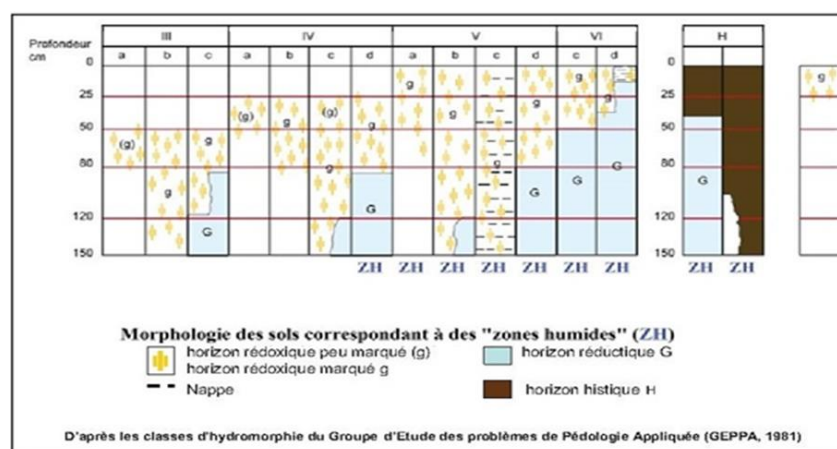 III IV V VI H
Profondeur
cm
a b c a b c d a b c d c d
0 0
25 25
50 50
80 80
120 120
150 150
g g g
(g) g g g
(g) g (g) g g g g
g g g G G G G
G G
ZH ZH ZH ZH ZH ZH ZH ZH ZH
Morphologie des sols correspondant à des "zones humides" (ZH)
horizon rédoxique peu marqué (g) horizon réductique G
horizon rédoxique marqué g
Nappe horizon histique H
D'après les classes d'hydromorphie du Groupe d'Etude des problèmes de Pédologie Appliquée (GEPPA, 1981)